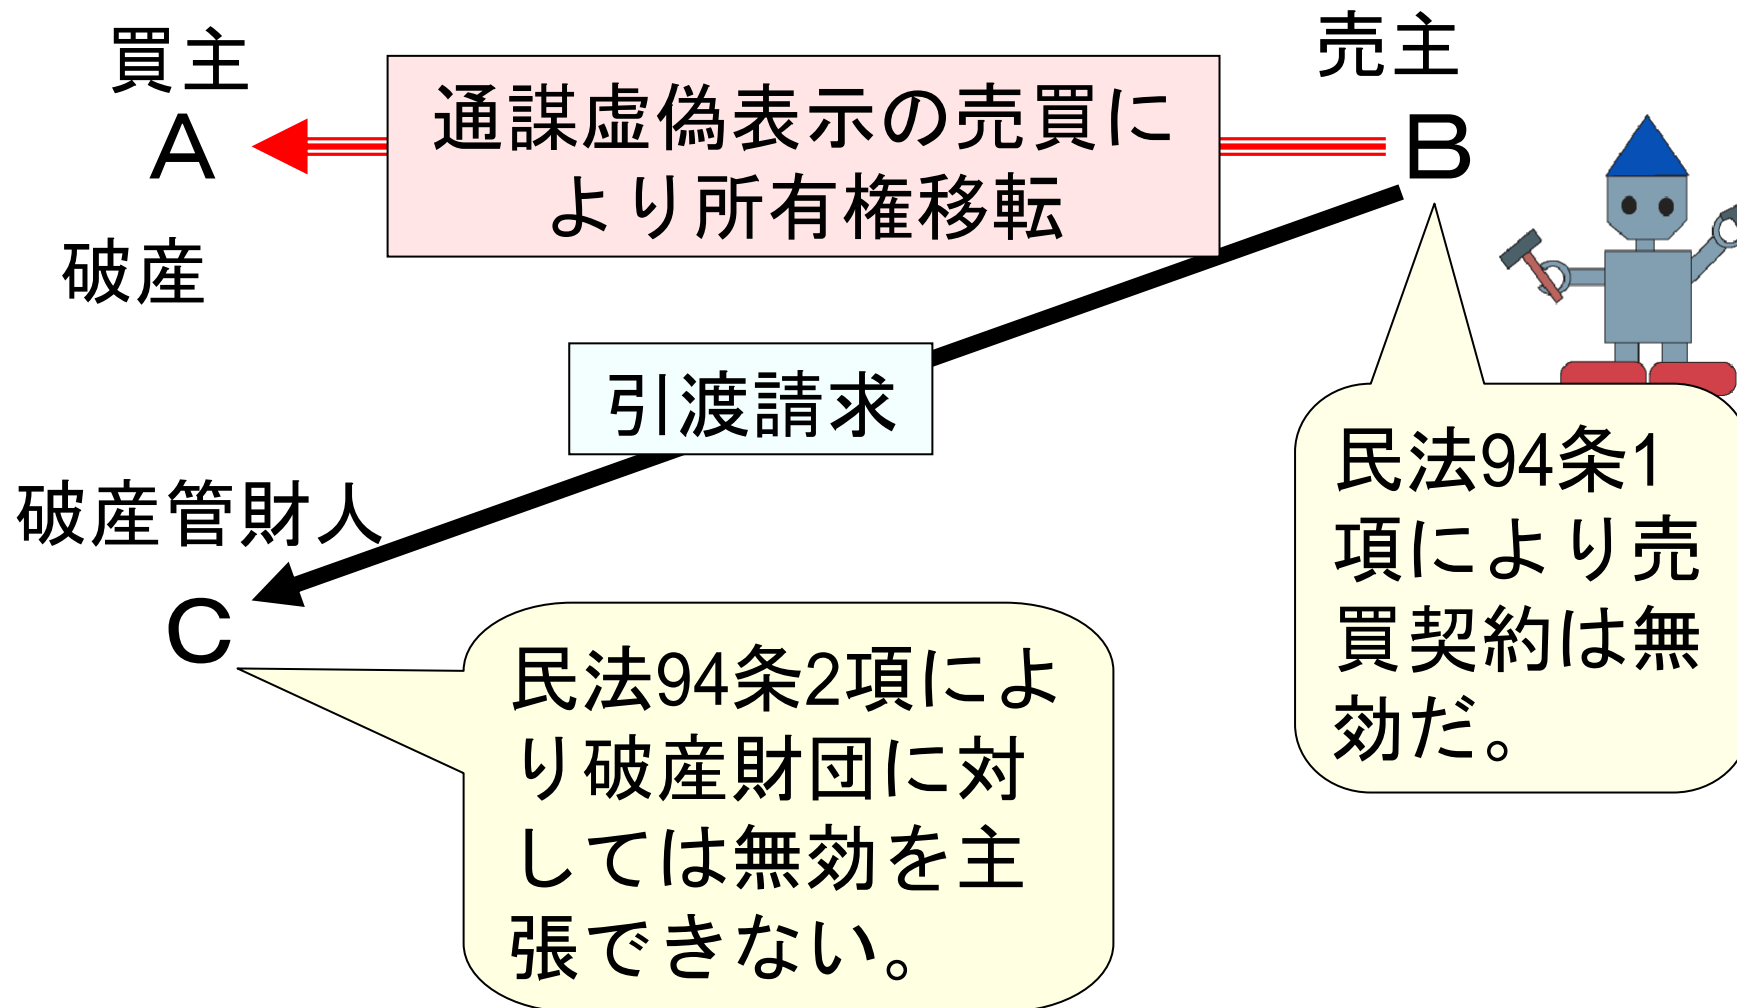 買主
売主
A
通謀虚偽表示の売買に
より所有権移転
B
破産
引渡請求
破産管財人
C
民法94条1
項により売
買契約は無
効だ。
民法94条2項によ
り破産財団に対
しては無効を主
張できない。